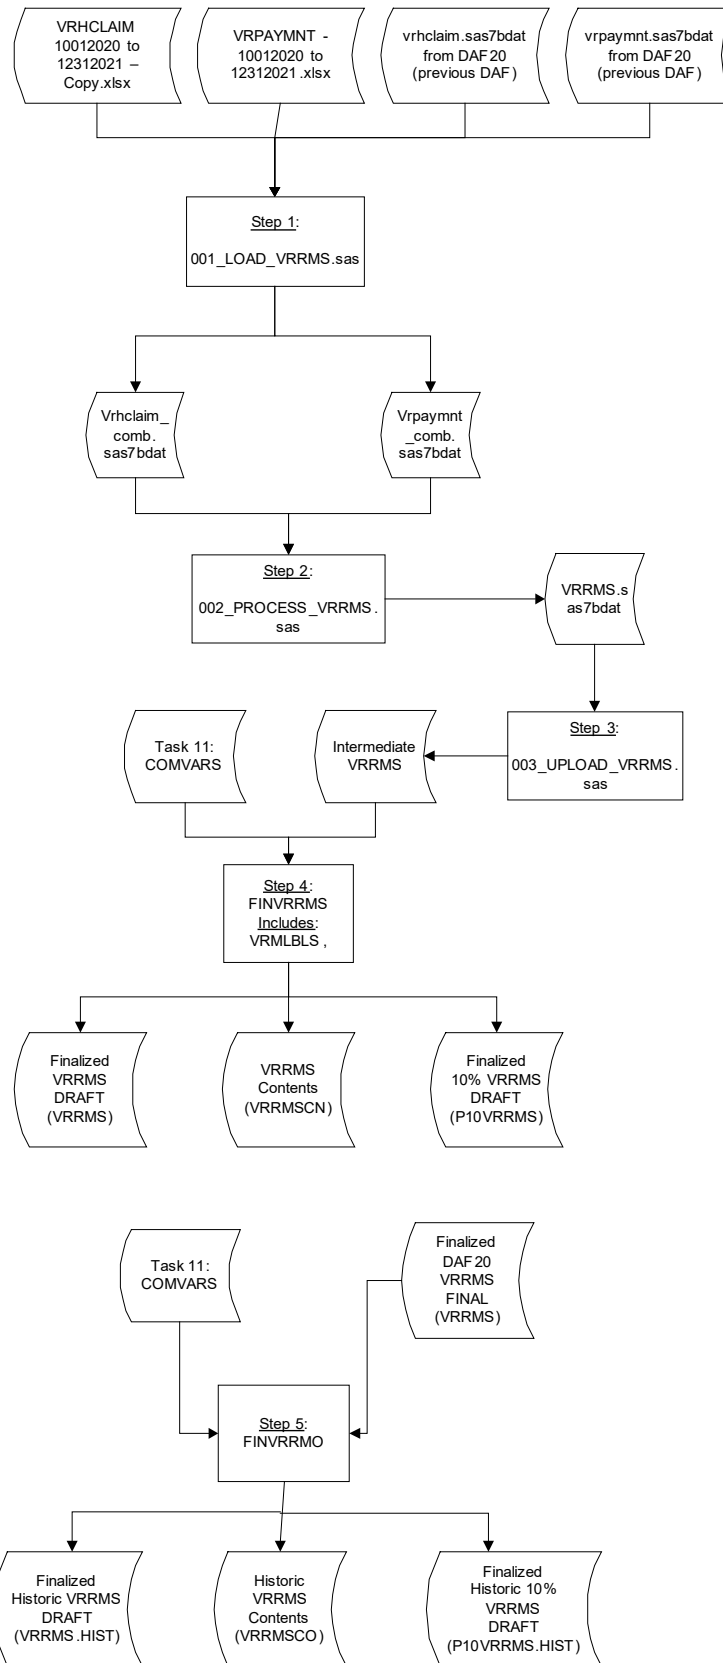 VRHCLAIM
10012020 to
12312021 –
Copy.xlsx
VRPAYMNT -
10012020 to
12312021.xlsx
vrhclaim.sas7bdat
from DAF20
(previous DAF)
vrpaymnt.sas7bdat
from DAF20
(previous DAF)
Step 1:
001_LOAD_VRRMS.sas
Vrhclaim_
comb.
sas7bdat
Vrpaymnt
_comb.
sas7bdat
Step 2:
002_PROCESS_VRRMS.
sas
VRRMS.s
as7bdat
Task 11:
COMVARS
Intermediate
VRRMS
Step 3:
003_UPLOAD_VRRMS.
sas
Step 4:
FINVRRMS
Includes:
VRMLBLS ,
Finalized
VRRMS
DRAFT
(VRRMS)
VRRMS
Contents
(VRRMSCN)
Finalized
10% VRRMS
DRAFT
(P10VRRMS)
Task 11:
COMVARS
Finalized
DAF20
VRRMS
FINAL
(VRRMS)
Step 5:
FINVRRMO
Finalized
Historic VRRMS
DRAFT
(VRRMS.HIST)
Historic
VRRMS
Contents
(VRRMSCO)
Finalized
Historic 10%
VRRMS
DRAFT
(P10VRRMS.HIST)